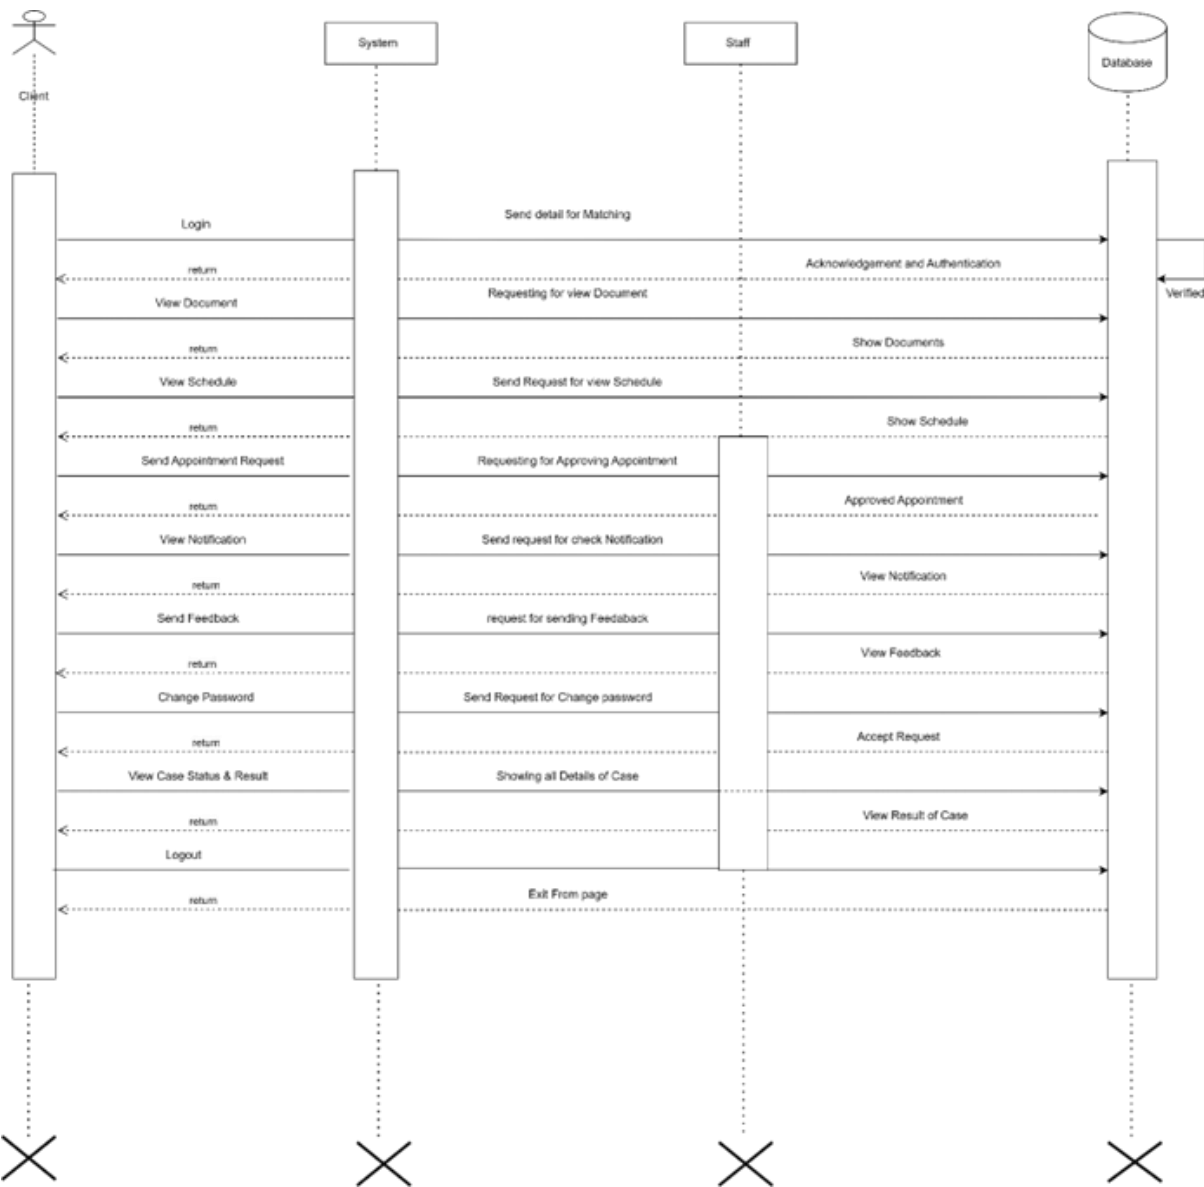 System
Staff
Database
Client
Send detail for Matching
Login
Acknowledgement and Authentication
return
Verified
Requesting for view Document
View Document
Show Documents
return
View Schedule
Send Request for view Schedule
Show Schedule
return
Send Appointment Request
Requesting for Approving Appointment
Approved Appointment
return
View Notification
Send request for check Notification
View Notification
return
Send Feedback
request for sending Feedaback
View Feedback
return
Change Password
Send Request for Change password
Accept Request
return
View Case Status & Result
Showing all Details of Case
View Result of Case
return
Logout
Exit From page
return